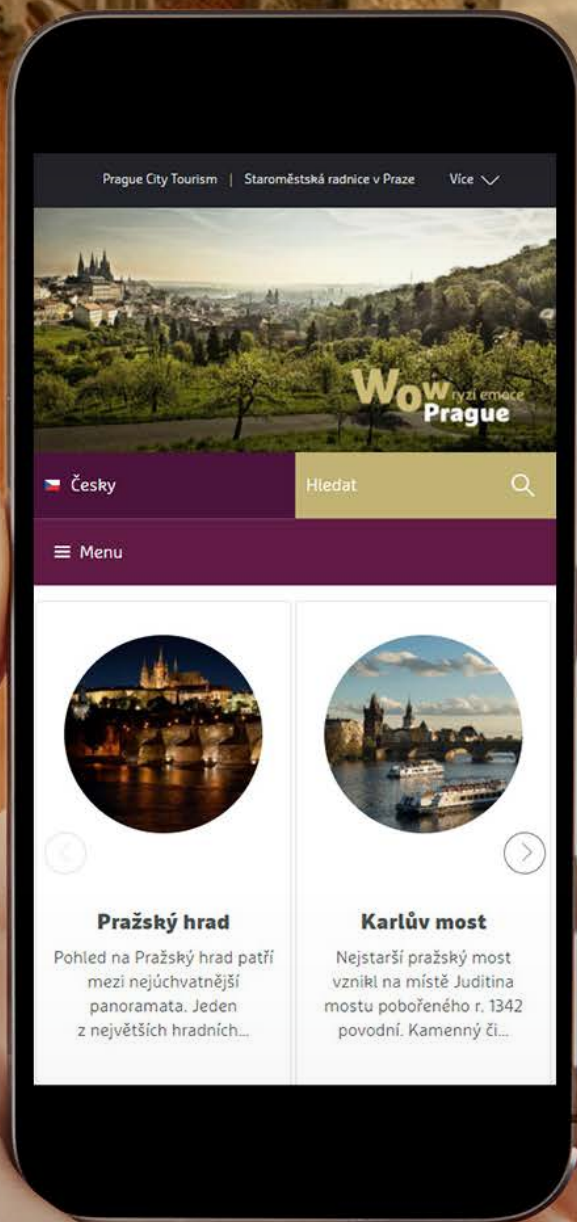 Prague City Tourism | Staroměstská radnice v Praze Více
Wow ryzí emoce
Prague
Česky
Hledat
Menu
Pražský hrad
Pohled na Pražský hrad patří
mezi nejúchvatnější
panoramata. Jeden
z největších hradních...
Karlův most
Nejstarší pražský most
vznikl na místě Juditina
mostu pobořeného r. 1342
povodní. Kamenný či...